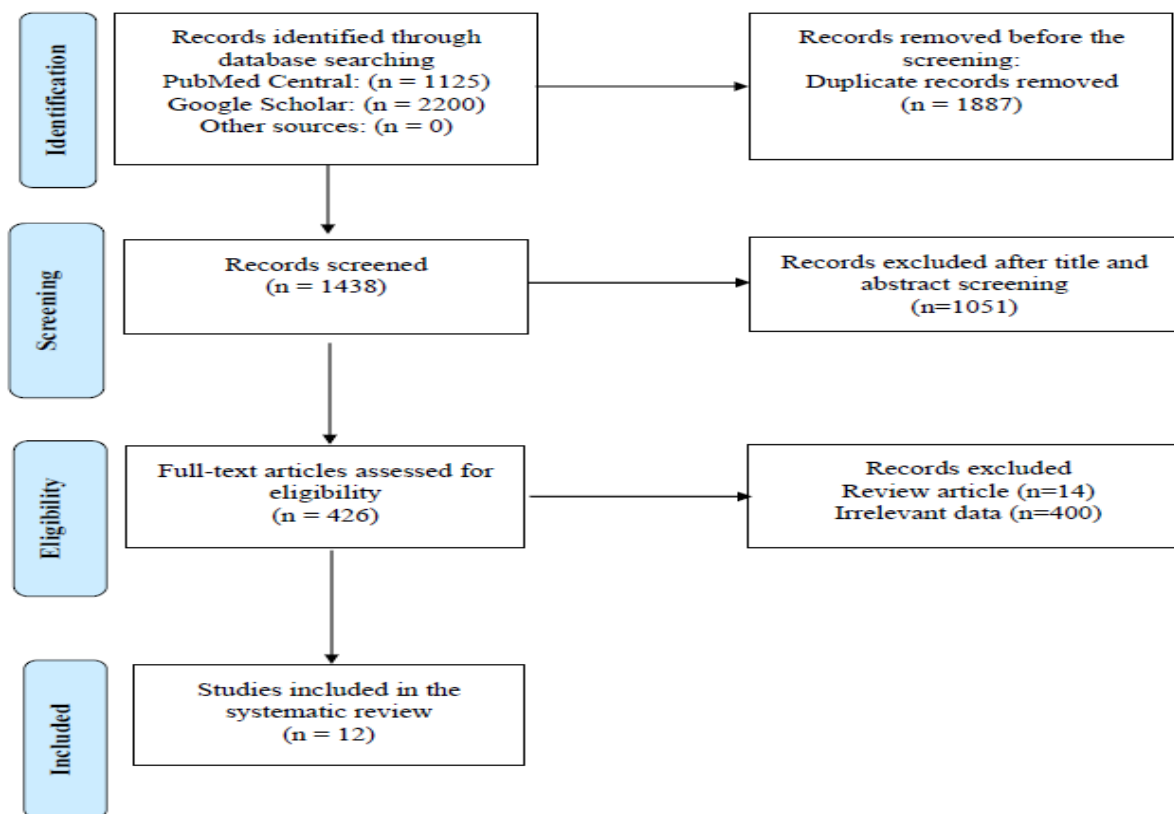 Identification
Records identified through
database searching
PubMed Central: (n = 1125)
Google Scholar: (n = 2200)
Other sources: (n = 0)
Records removed before the
screening:
Duplicate records removed
(n = 1887)
Screening
Records screened
(n = 1438)
Records excluded after title and
abstract screening
(n=1051)
Eligibility
Full-text articles assessed for
eligibility
(n = 426)
Records excluded
Review article (n=14)
Irrelevant data (n=400)
Included
Studies included in the
systematic review
(n = 12)